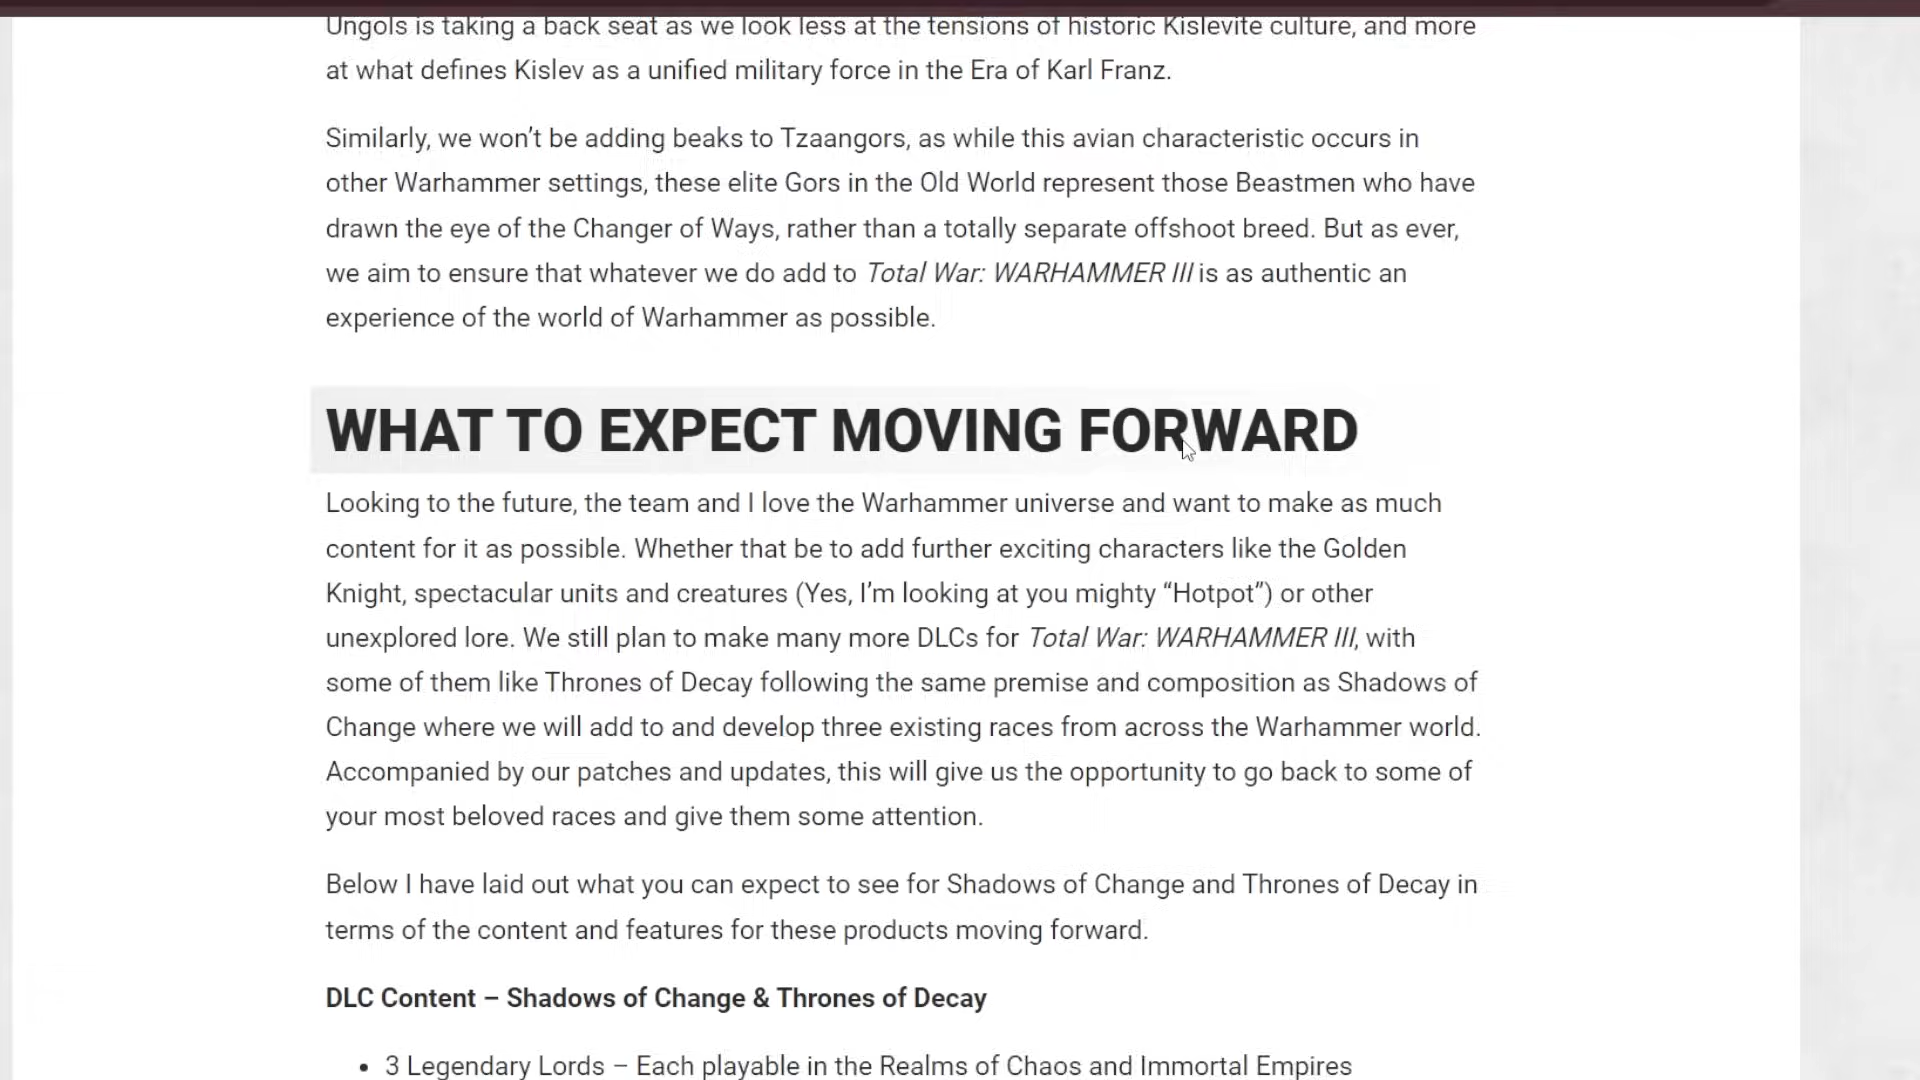 Ungols is taking a back seat as we look less at the tensions of historic Kislevite culture, and more
at what defines Kislev as a unified military force in the Era of Karl Franz.
Similarly, we won’t be adding beaks to Tzaangors, as while this avian characteristic occurs in
other Warhammer settings, these elite Gors in the Old World represent those Beastmen who have
drawn the eye of the Changer of Ways, rather than a totally separate offshoot breed. But as ever,
we aim to ensure that whatever we do add to Total War: WARHAMMER III is as authentic an
experience of the world of Warhammer as possible.
WHAT TO EXPECT MOVING FORWARD
Looking to the future, the team and I love the Warhammer universe and want to make as much
content for it as possible. Whether that be to add further exciting characters like the Golden
Knight, spectacular units and creatures (Yes, I’m looking at you mighty “Hotpot”) or other
unexplored lore. We still plan to make many more DLCs for Total War: WARHAMMER III, with
some of them like Thrones of Decay following the same premise and composition as Shadows of
Change where we will add to and develop three existing races from across the Warhammer world.
Accompanied by our patches and updates, this will give us the opportunity to go back to some of
your most beloved races and give them some attention.
Below I have laid out what you can expect to see for Shadows of Change and Thrones of Decay in
terms of the content and features for these products moving forward.
DLC Content – Shadows of Change & Thrones of Decay
• 3 Legendary Lords – Each playable in the Realms of Chaos and Immortal Empires